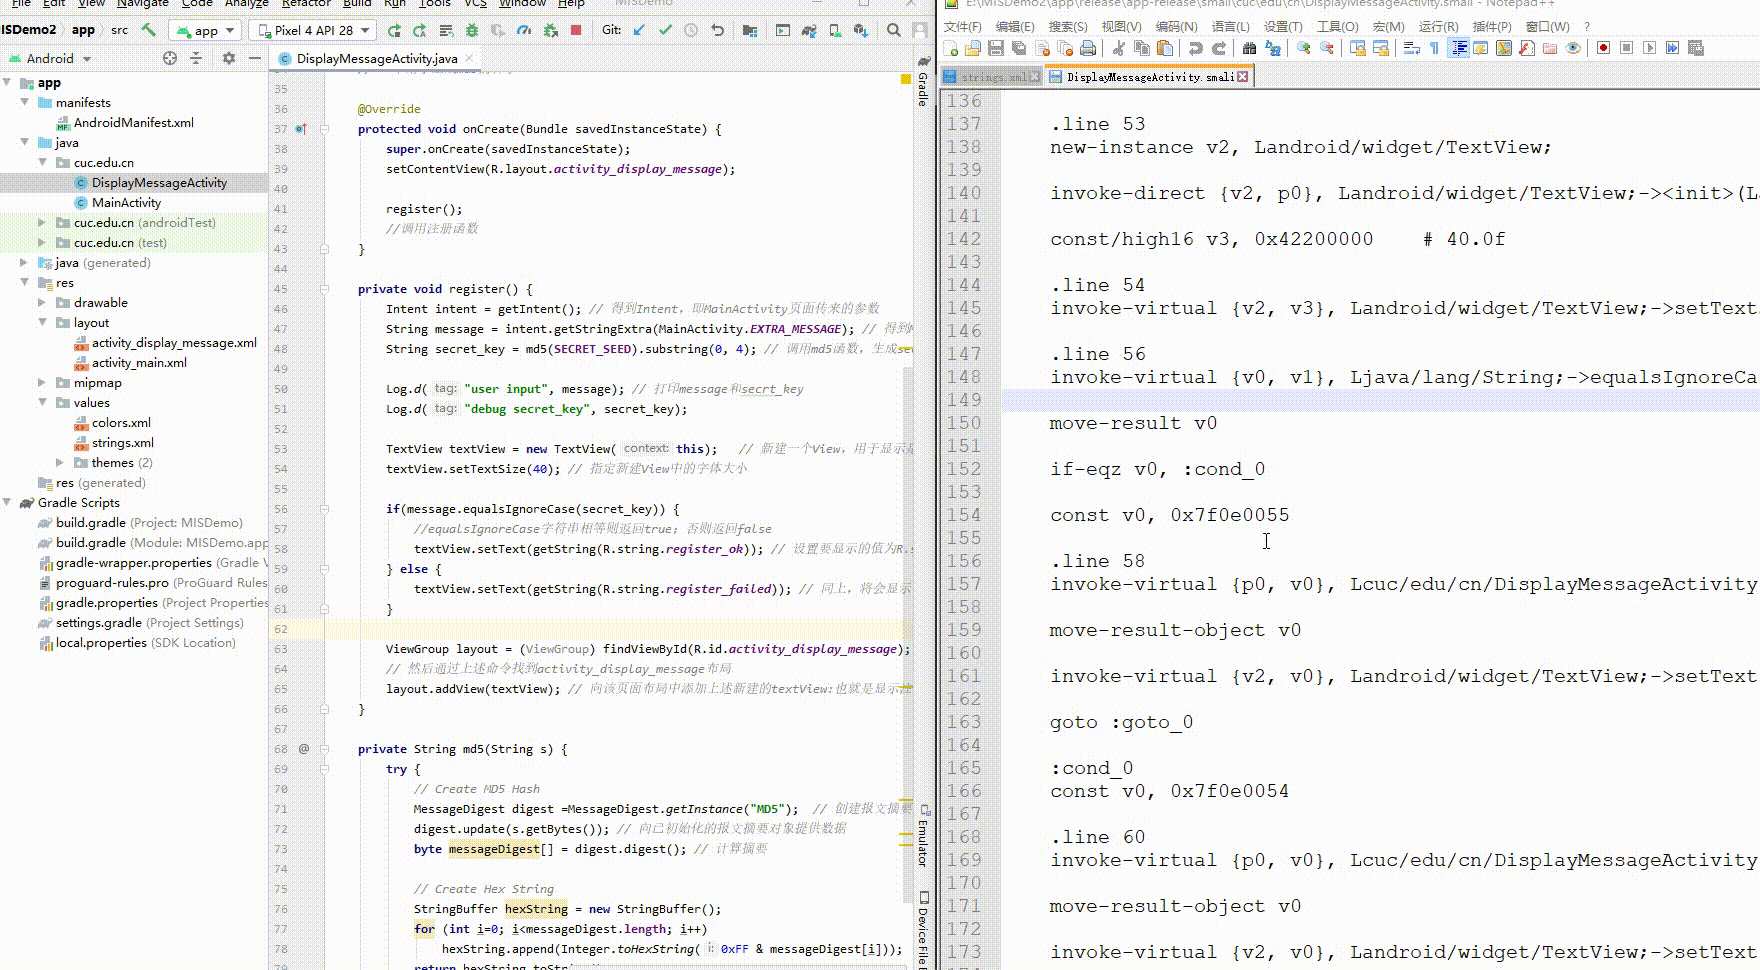 File Edit View Navigate Code Analyze Refactor Build Run Tools VCS Window Help MISDemo
ISDemo2 app src app Pixel 4 API 28 Git:
Android
DisplayMessageActivity.java
app
manifests
AndroidManifest.xml
java
cuc.edu.cn
DisplayMessageActivity
MainActivity
cuc.edu.cn (androidTest)
cuc.edu.cn (test)
java (generated)
res
drawable
layout
activity_display_message.xml
activity_main.xml
mipmap
values
colors.xml
strings.xml
themes (2)
res (generated)
Gradle Scripts
build.gradle (Project: MISDemo)
build.gradle (Module: MISDemo.app
gradle-wrapper.properties (Gradle V
proguard-rules.pro (ProGuard Rules
gradle.properties (Project Properties
settings.gradle (Project Settings)
local.properties (SDK Location)
35
36 @Override
37 protected void onCreate(Bundle savedInstanceState) {
38 super.onCreate(savedInstanceState);
39 setContentView(R.layout.activity_display_message);
40
41 register();
42 //调用注册函数
43 }
44
45 private void register() {
46 Intent intent = getIntent(); // 得到Intent，即MainActivity页面传来的参数
47 String message = intent.getStringExtra(MainActivity.EXTRA_MESSAGE); // 得到
48 String secret_key = md5(SECRET_SEED).substring(0, 4); // 调用md5函数，生成se
49
50 Log.d( tag: "user input", message); // 打印message和secrt_key
51 Log.d( tag: "debug secret_key", secret_key);
52
53 TextView textView = new TextView( context: this); // 新建一个View，用于显示
54 textView.setTextSize(40); // 指定新建View中的字体大小
55
56 if(message.equalsIgnoreCase(secret_key)) {
57 //equalsIgnoreCase字符串相等则返回true；否则返回false
58 textView.setText(getString(R.string.register_ok)); // 设置要显示的值为R.s
59 } else {
60 textView.setText(getString(R.string.register_failed)); // 同上，将会显示
61 }
62
63 ViewGroup layout = (ViewGroup) findViewById(R.id.activity_display_message);
64 // 然后通过上述命令找到activity_display_message布局
65 layout.addView(textView); // 向该页面布局中添加上述新建的textView:也就是显示
66 }
67
68 private String md5(String s) {
69 try {
70 // Create MD5 Hash
71 MessageDigest digest =MessageDigest.getInstance("MD5"); // 创建报文摘要
72 digest.update(s.getBytes()); // 向已初始化的报文摘要对象提供数据
73 byte messageDigest[] = digest.digest(); // 计算摘要
74
75 // Create Hex String
76 StringBuffer hexString = new StringBuffer();
77 for (int i=0; i<messageDigest.length; i++)
78 hexString.append(Integer.toHexString( i: 0xFF & messageDigest[i]));
79
Gradle
Emulator
Device File E
E:\MISDemo2\app\release\app-release\smali\cuc\edu\cn\DisplayMessageActivity.smali - Notepad++
文件(F) 编辑(E) 搜索(S) 视图(V) 编码(N) 语言(L) 设置(T) 工具(O) 宏(M) 运行(R) 插件(P) 窗口(W) ?
strings.xml DisplayMessageActivity.smali
136
137 .line 53
138 new-instance v2, Landroid/widget/TextView;
139
140 invoke-direct {v2, p0}, Landroid/widget/TextView;-><init>(L
141
142 const/high16 v3, 0x42200000 # 40.0f
143
144 .line 54
145 invoke-virtual {v2, v3}, Landroid/widget/TextView;->setText
146
147 .line 56
148 invoke-virtual {v0, v1}, Ljava/lang/String;->equalsIgnoreCa
149
150 move-result v0
151
152 if-eqz v0, :cond_0
153
154 const v0, 0x7f0e0055
155
156 .line 58
157 invoke-virtual {p0, v0}, Lcuc/edu/cn/DisplayMessageActivity
158
159 move-result-object v0
160
161 invoke-virtual {v2, v0}, Landroid/widget/TextView;->setText
162
163 goto :goto_0
164
165 :cond_0
166 const v0, 0x7f0e0054
167
168 .line 60
169 invoke-virtual {p0, v0}, Lcuc/edu/cn/DisplayMessageActivity
170
171 move-result-object v0
172
173 invoke-virtual {v2, v0}, Landroid/widget/TextView;->setText